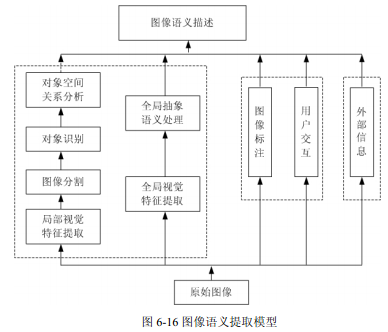 图像语义描述
对象空间
关系分析
对象识别
图像分割
局部视觉
特征提取
全局抽象
语义处理
全局视觉
特征提取
图像标注
用户交互
外部信息
原始图像
图 6-16 图像语义提取模型